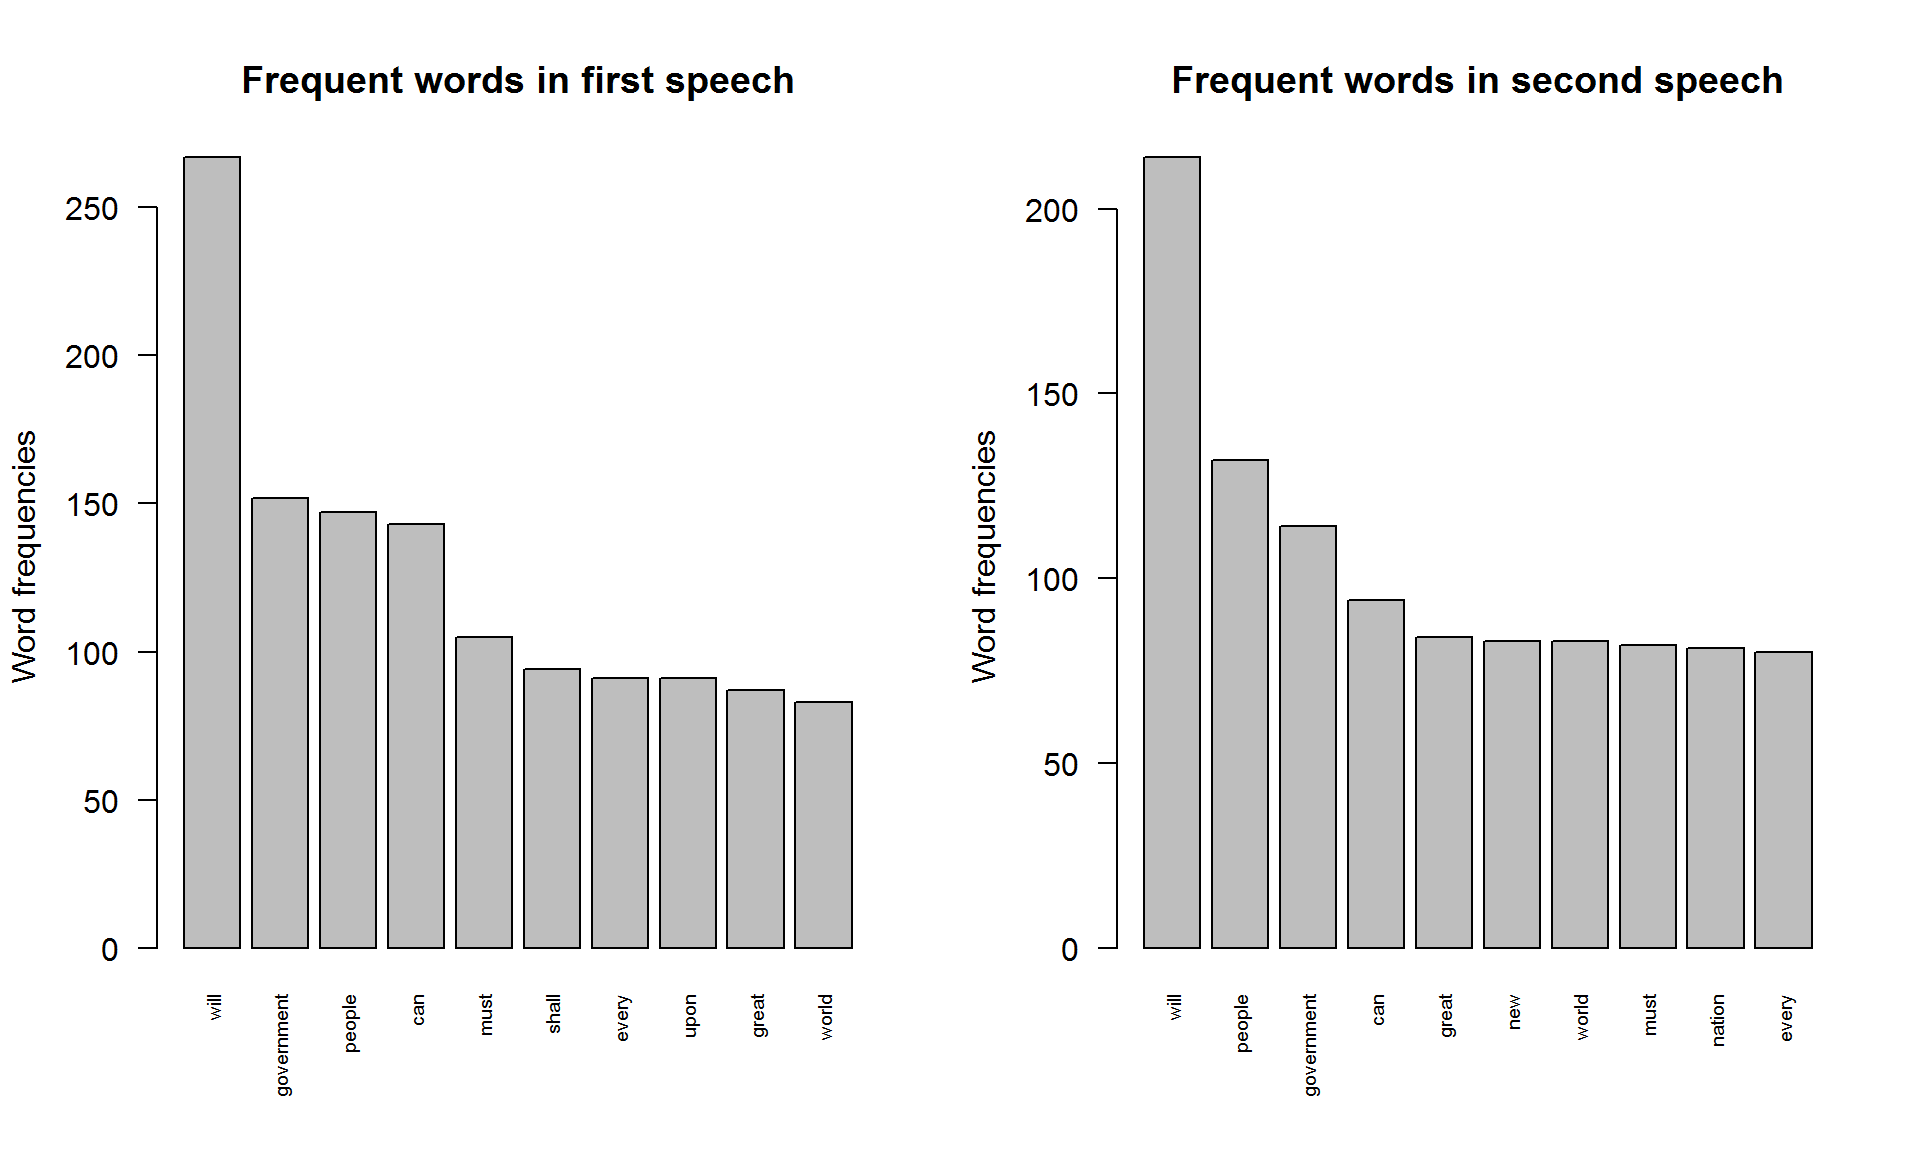 Frequent words in first speech
Word frequencies
250
200
150
100
50
0
will
government
people
can
must
shall
every
upon
great
world
Frequent words in second speech
Word frequencies
200
150
100
50
0
will
people
government
can
great
new
world
must
nation
every